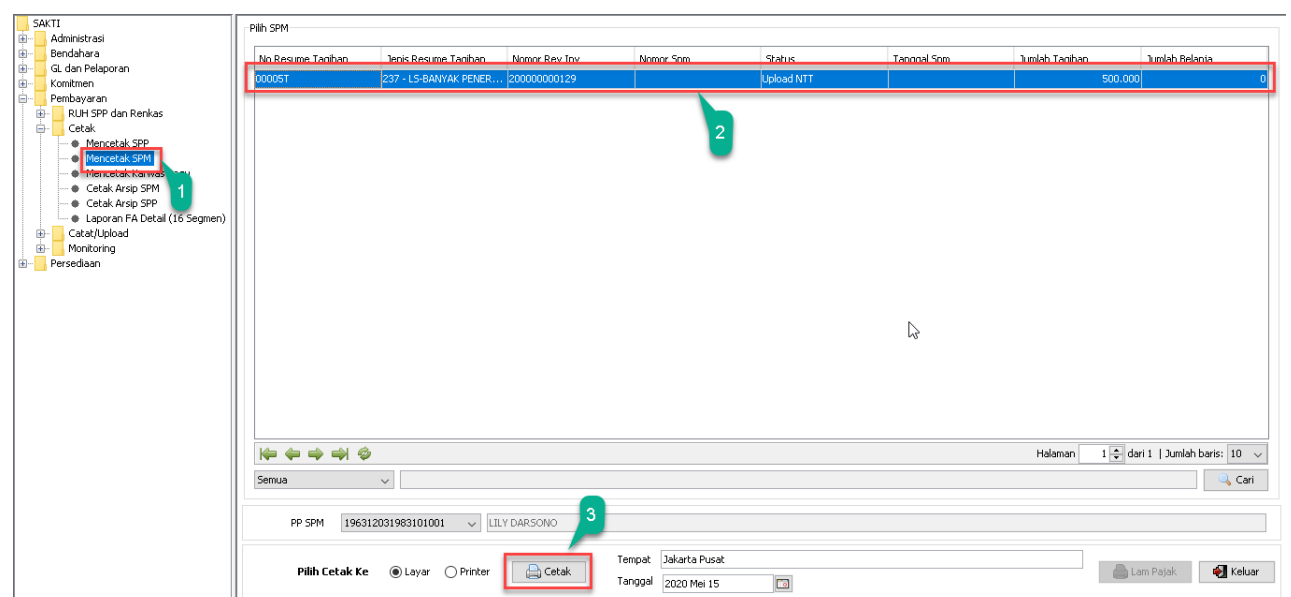 SAKTI
Administrasi
Bendahara
GL dan Pelaporan
Komitmen
Pembayaran
RUH SPP dan Renkas
Cetak
Mencetak SPP
Mencetak SPM
Mencetak Karwas
Cetak Arsip SPM
Cetak Arsip SPP
Laporan FA Detail (16 Segmen)
Catat/Upload
Monitoring
Persediaan
1
Pilih SPM
No Resume Tagihan Jenis Resume Tagihan Nomor Rev Inv Nomor Spm Status Tanggal Spm Jumlah Tagihan Jumlah Belanja
00005T 237 - LS-BANYAK PENER... 200000000129 Upload NTT 500.000 0
2
Halaman 1 dari 1 | Jumlah baris: 10
Semua Cari
PP SPM 196312031983101001 LILY DARSONO
3
Pilih Cetak Ke Layar Printer Cetak
Tempat Jakarta Pusat
Tanggal 2020 Mei 15
Lam Pajak Keluar